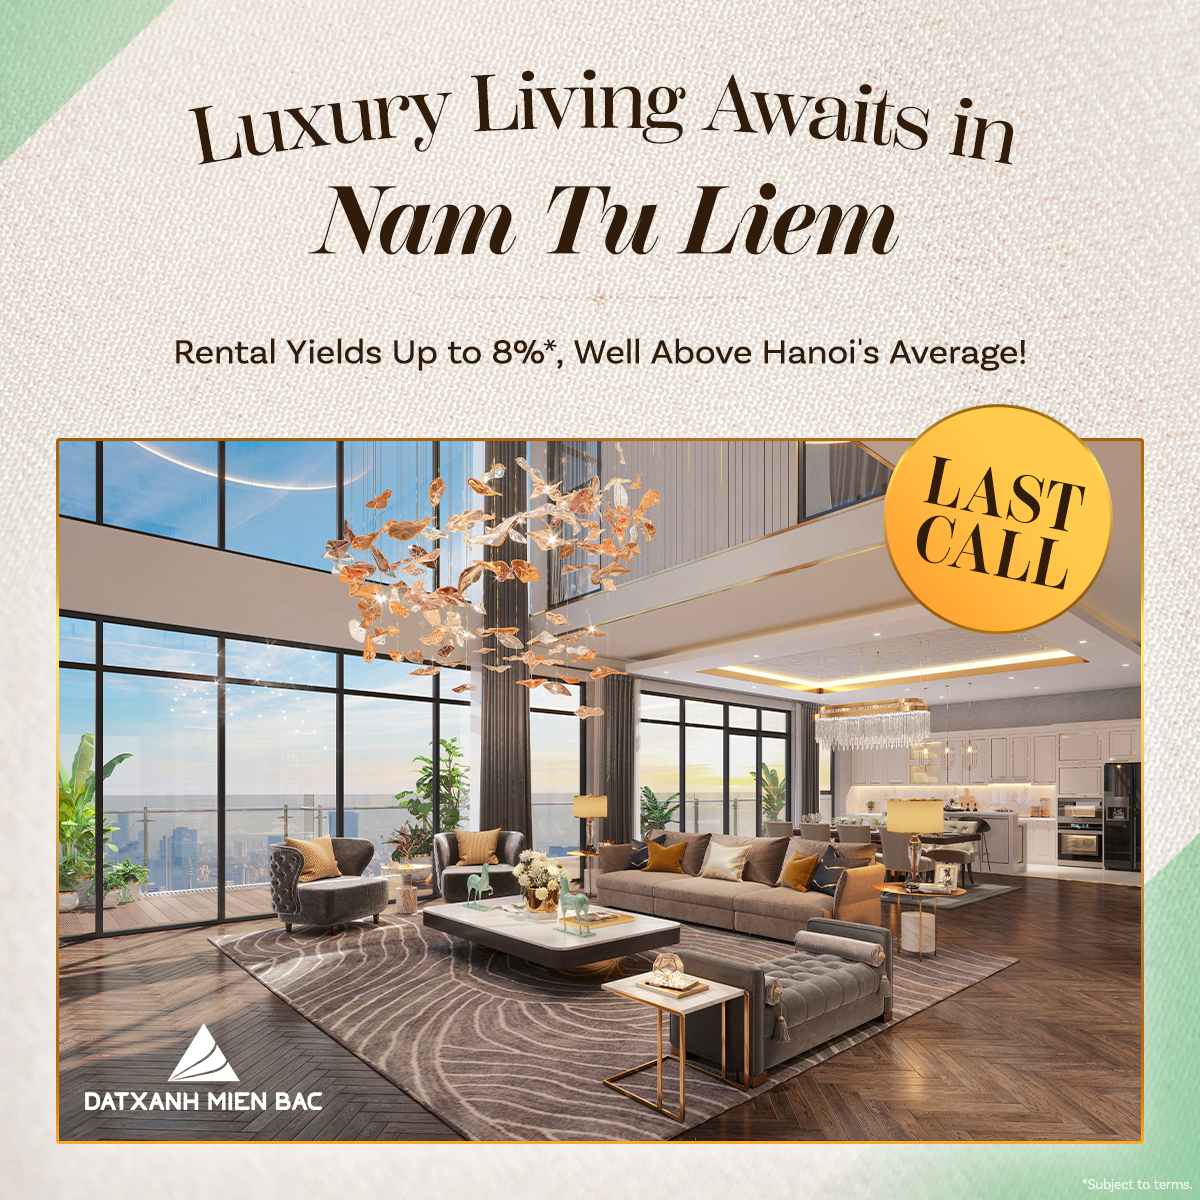 Luxury Living Awaits in
Nam Tu Liem
Rental Yields Up to 8%*, Well Above Hanoi's Average!
LAST
CALL
DATXANH MIEN BAC
*Subject to terms.